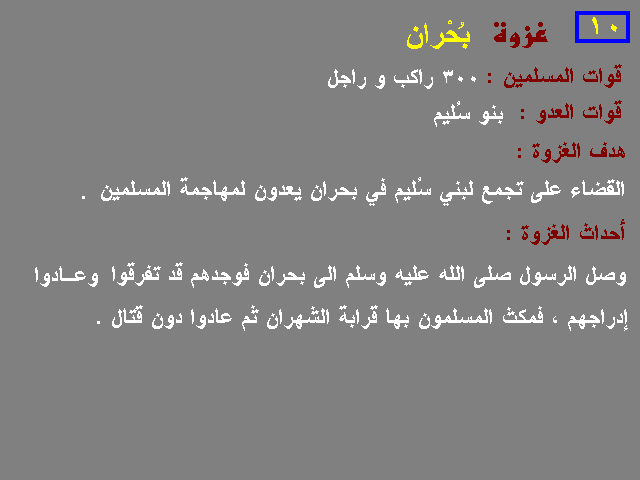 ١٠
غزوة بُحْران
قوات المسلمين : ٣٠٠ راكب و راجل
قوات العدو : بنو سُليم
هدف الغزوة :
القضاء على تجمع لبني سُليم في بحران يعدون لمهاجمة المسلمين .
أحداث الغزوة :
وصل الرسول صلى الله عليه وسلم الى بحران فوجدهم قد تفرقوا وعــادوا
إدراجهم ، فمكث المسلمون بها قرابة الشهران ثم عادوا دون قتال .